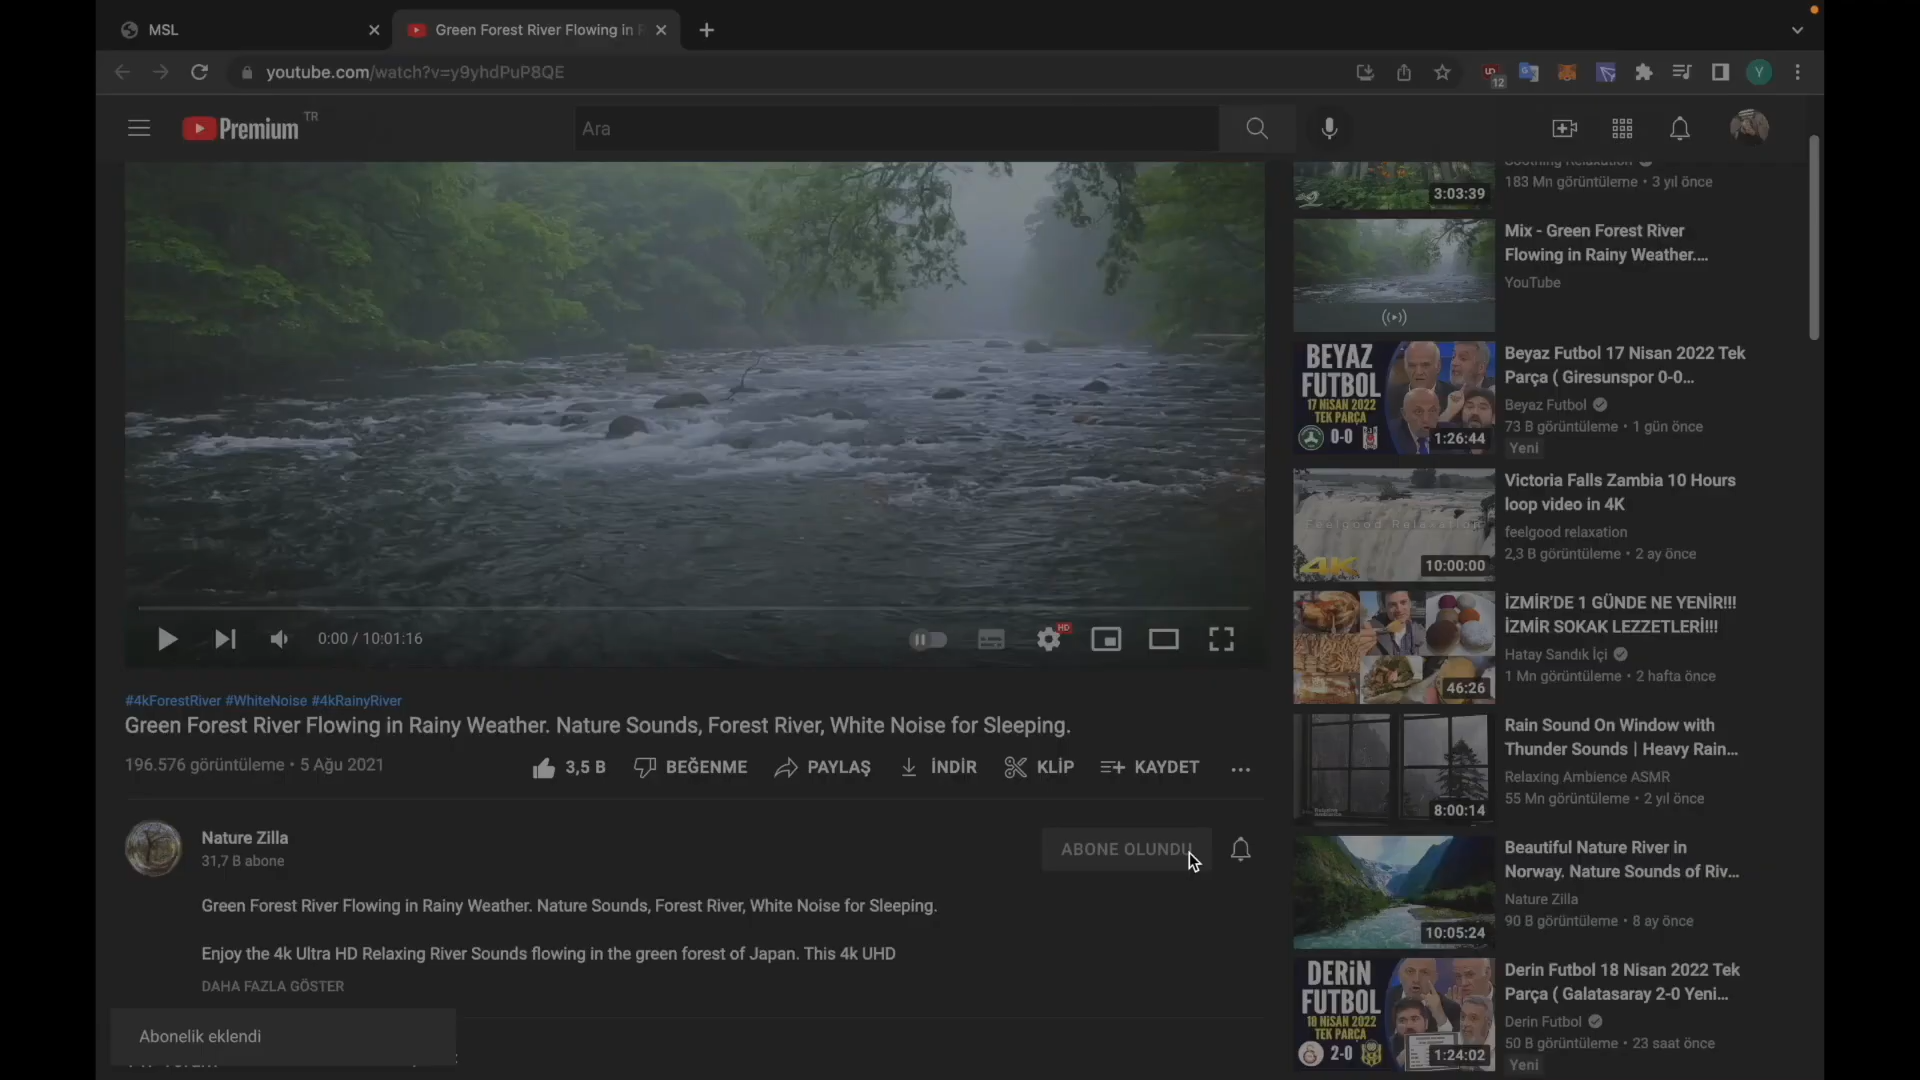 MSL
Green Forest River Flowing in R
youtube.com/watch?v=y9yhdPuP8QE
12
Y
Premium TR
Ara
3:03:39
183 Mn görüntüleme • 3 yıl önce
Mix - Green Forest River
Flowing in Rainy Weather....
YouTube
BEYAZ
FUTBOL
17 NİSAN 2022
TEK PARÇA
0-0
1:26:44
Beyaz Futbol 17 Nisan 2022 Tek
Parça ( Giresunspor 0-0...
Beyaz Futbol
73 B görüntüleme • 1 gün önce
Yeni
Feelgood Relaxation
4K
10:00:00
Victoria Falls Zambia 10 Hours
loop video in 4K
feelgood relaxation
2,3 B görüntüleme • 2 ay önce
46:26
İZMİR'DE 1 GÜNDE NE YENİR!!!
İZMİR SOKAK LEZZETLERİ!!!
Hatay Sandık İçi
1 Mn görüntüleme • 2 hafta önce
8:00:14
Rain Sound On Window with
Thunder Sounds | Heavy Rain...
Relaxing Ambience ASMR
55 Mn görüntüleme • 2 yıl önce
10:05:24
Beautiful Nature River in
Norway. Nature Sounds of Riv...
Nature Zilla
90 B görüntüleme • 8 ay önce
DERİN
FUTBOL
18 NİSAN 2022
TEK PARÇA
2-0
1:24:02
Derin Futbol 18 Nisan 2022 Tek
Parça ( Galatasaray 2-0 Yeni...
Derin Futbol
50 B görüntüleme • 23 saat önce
Yeni
0:00 / 10:01:16
HD
#4kForestRiver #WhiteNoise #4kRainyRiver
Green Forest River Flowing in Rainy Weather. Nature Sounds, Forest River, White Noise for Sleeping.
196.576 görüntüleme • 5 Ağu 2021
3,5 B BEĞENME PAYLAŞ İNDİR KLİP KAYDET ...
Nature Zilla
31,7 B abone
ABONE OLUNDU
Green Forest River Flowing in Rainy Weather. Nature Sounds, Forest River, White Noise for Sleeping.
Enjoy the 4k Ultra HD Relaxing River Sounds flowing in the green forest of Japan. This 4k UHD
DAHA FAZLA GÖSTER
Abonelik eklendi